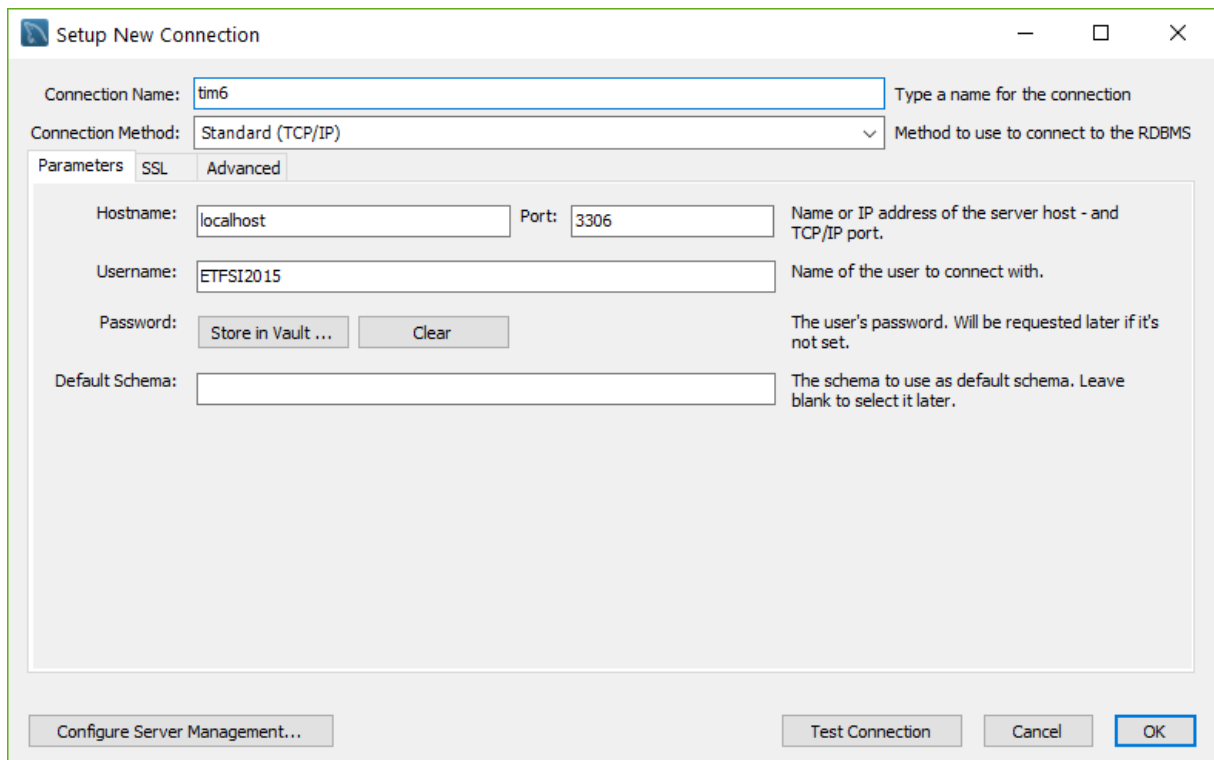 Setup New Connection
Connection Name: tim6 Type a name for the connection
Connection Method: Standard (TCP/IP) Method to use to connect to the RDBMS
Parameters SSL Advanced
Hostname: localhost Port: 3306 Name or IP address of the server host - and
TCP/IP port.
Username: ETFSI2015 Name of the user to connect with.
Password: Store in Vault ... Clear The user's password. Will be requested later if it's
not set.
Default Schema: The schema to use as default schema. Leave
blank to select it later.
Configure Server Management... Test Connection Cancel OK